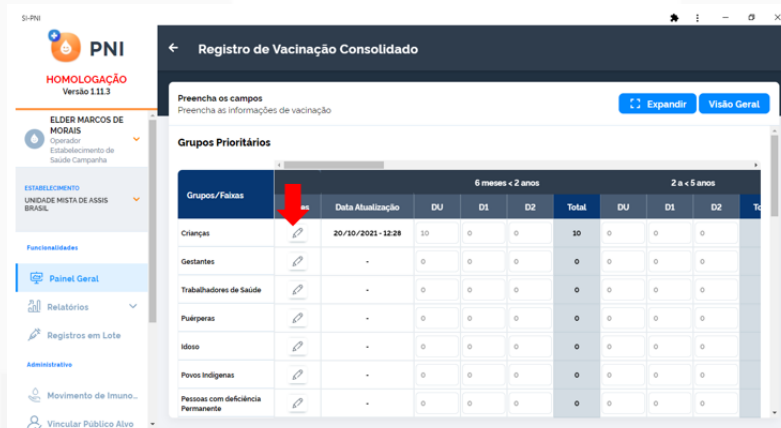 SI-PNI
PNI
HOMOLOGAÇÃO
Versão 1.11.3
ELDER MARCOS DE
MORAIS
Operador
Estabelecimento de
Saúde Campanha
ESTABELECIMENTO
UNIDADE MISTA DE ASSIS
BRASIL
Funcionalidades
Painel Geral
Relatórios
Registros em Lote
Administrativo
Movimento de Imuno...
Vincular Público Alvo
Registro de Vacinação Consolidado
Preencha os campos
Preencha as informações de vacinação
Expandir
Visão Geral
Grupos Prioritários
6 meses < 2 anos
2 a < 5 anos
Grupos/Faixas
Data Atualização DU D1 D2 Total DU D1 D2
Crianças 20/10/2021 - 12:28 10 0 0 10 0 0 0
Gestantes - 0 0 0 0 0 0 0
Trabalhadores de Saúde - 0 0 0 0 0 0 0
Puérperas - 0 0 0 0 0 0 0
Idoso - 0 0 0 0 0 0 0
Povos Indígenas - 0 0 0 0 0 0 0
Pessoas com deficiência
Permanente - 0 0 0 0 0 0 0